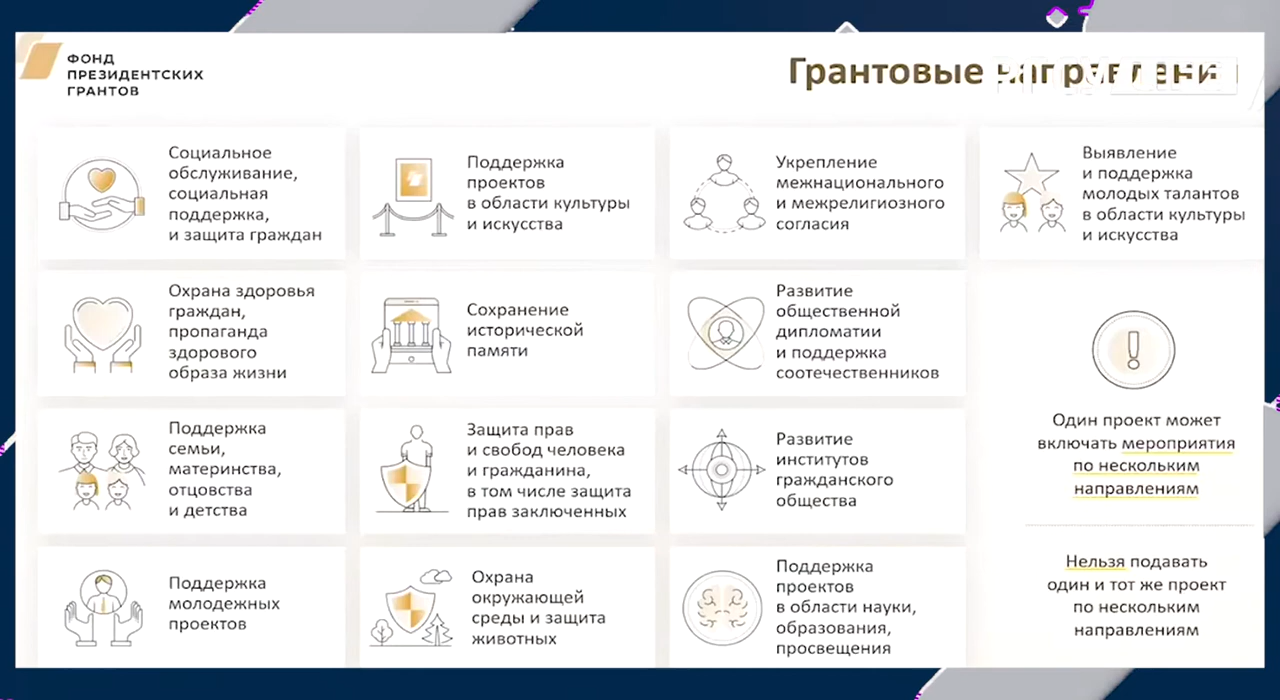 ФОНД
ПРЕЗИДЕНТСКИХ
ГРАНТОВ
Грантовые направления
Социальное
обслуживание,
социальная
поддержка,
и защита граждан
Поддержка
проектов
в области культуры
и искусства
Укрепление
межнационального
и межрелигиозного
согласия
Выявление
и поддержка
молодых талантов
в области культуры
и искусства
Охрана здоровья
граждан,
пропаганда
здорового
образа жизни
Сохранение
исторической
памяти
Развитие
общественной
дипломатии
и поддержка
соотечественников
Поддержка
семьи,
материнства,
отцовства
и детства
Защита прав
и свобод человека
и гражданина,
в том числе защита
прав заключенных
Развитие
институтов
гражданского
общества
Поддержка
молодежных
проектов
Охрана
окружающей
среды и защита
животных
Поддержка
проектов
в области науки,
образования,
просвещения
Один проект может
включать мероприятия
по нескольким
направлениям
Нельзя подавать
один и тот же проект
по нескольким
направлениям